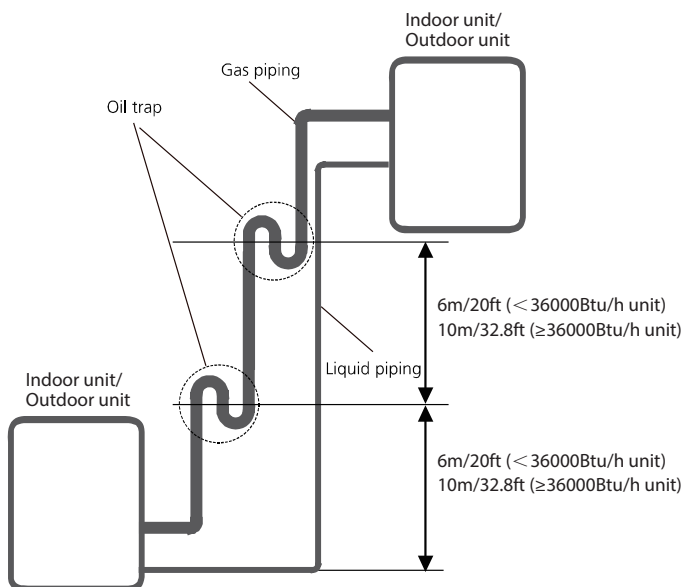 Indoor unit/
Outdoor unit
Gas piping
Oil trap
6m/20ft (<36000Btu/h unit)
10m/32.8ft (≥36000Btu/h unit)
Liquid piping
Indoor unit/
Outdoor unit
6m/20ft (<36000Btu/h unit)
10m/32.8ft (≥36000Btu/h unit)